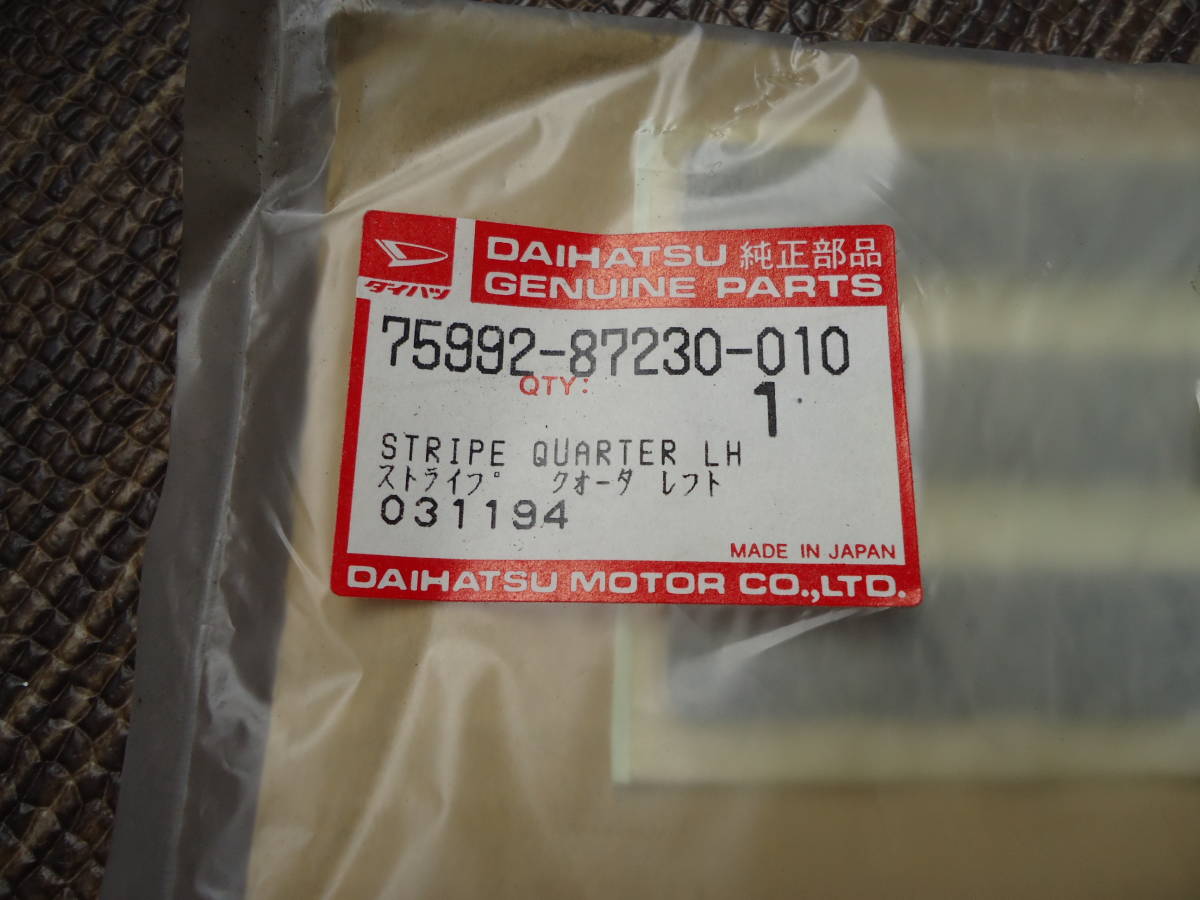 ダイハツ
DAIHATSU 純正部品
GENUINE PARTS
75992-87230-010
QTY: 1
STRIPE QUARTER LH
ストライプ クオータ レフト
031194
MADE IN JAPAN
DAIHATSU MOTOR CO.,LTD.